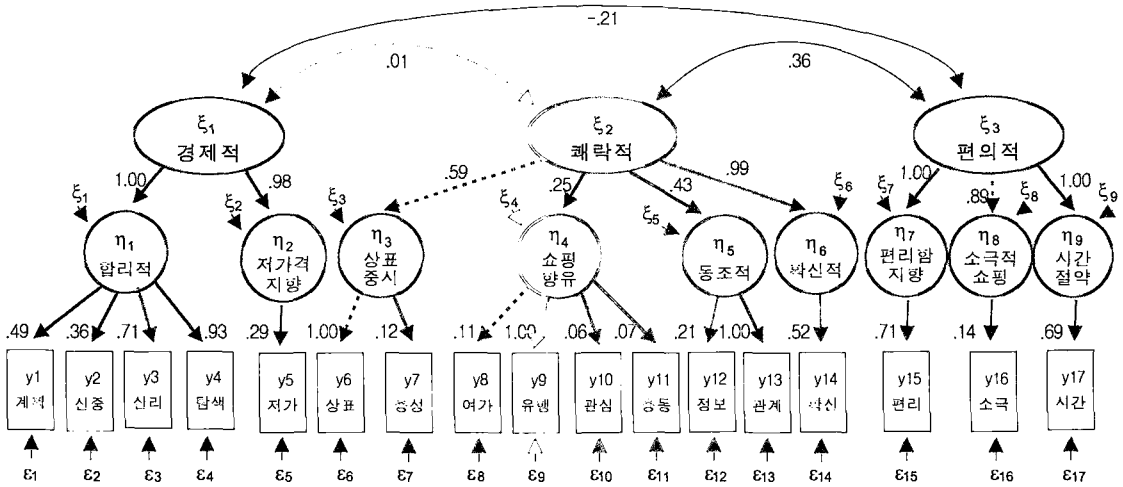 -.21
.01
.36
ξ1
경제적
ξ2
쾌락적
ξ3
편의적
1.00
.98
.59
.25
.43
.99
1.00
.89
1.00
ξ1
ξ2
ξ3
ξ4
ξ5
ξ6
ξ7
ξ8
ξ9
η1
합리적
η2
저가격
지향
η3
상표
중시
η4
쇼핑
향유
η5
동조적
η6
확신적
η7
편리함
지향
η8
소극적
쇼핑
η9
시간
절약
.49
.36
.71
.93
.29
1.00
.12
.11
1.00
.06
.07
.21
1.00
.52
.71
.14
.69
y1
계획
y2
신중
y3
y4
탐색
y5
저가
y6
상표
y7
y8
여가
y9
유행
y10
관심
y11
충동
y12
정보
y13
관계
y14
확신
y15
편리
y16
소극
y17
시간
ε1
ε2
ε3
ε4
ε5
ε6
ε7
ε8
ε9
ε10
ε11
ε12
ε13
ε14
ε15
ε16
ε17